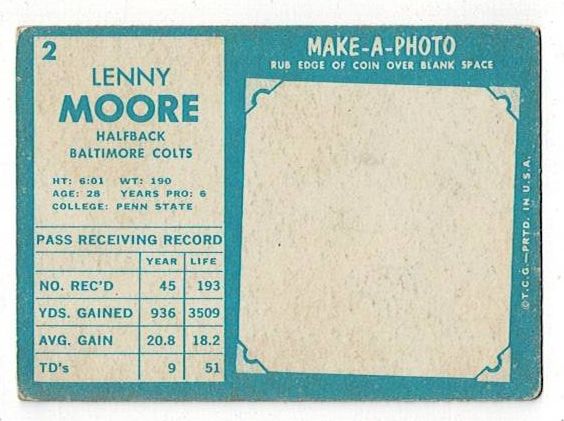 2
LENNY
MOORE
HALFBACK
BALTIMORE COLTS
HT: 6:01 WT: 190
AGE: 28 YEARS PRO: 6
COLLEGE: PENN STATE
PASS RECEIVING RECORD
YEAR LIFE
NO. REC'D 45 193
YDS. GAINED 936 3509
AVG. GAIN 20.8 18.2
TD's 9 51
MAKE-A-PHOTO
RUB EDGE OF COIN OVER BLANK SPACE
©T.C.G.—PRTD. IN U.S.A.